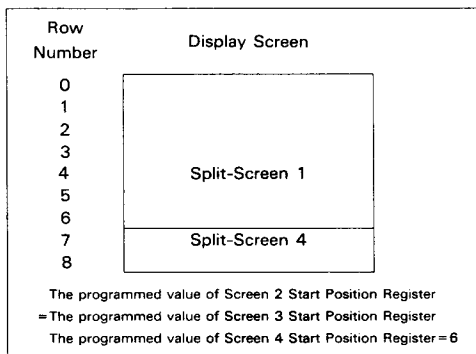 Row
Number
Display Screen
0
1
2
3
4
Split-Screen 1
5
6
7
Split-Screen 4
8
The programmed value of Screen 2 Start Position Register
=The programmed value of Screen 3 Start Position Register
The programmed value of Screen 4 Start Position Register=6